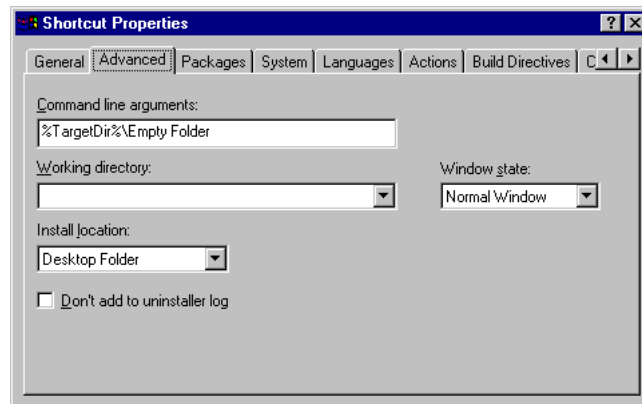 Shortcut Properties
General Advanced Packages System Languages Actions Build Directives C
Command line arguments:
%TargetDir%\Empty Folder
Working directory: Window state:
Normal Window
Install location:
Desktop Folder
Don't add to uninstaller log